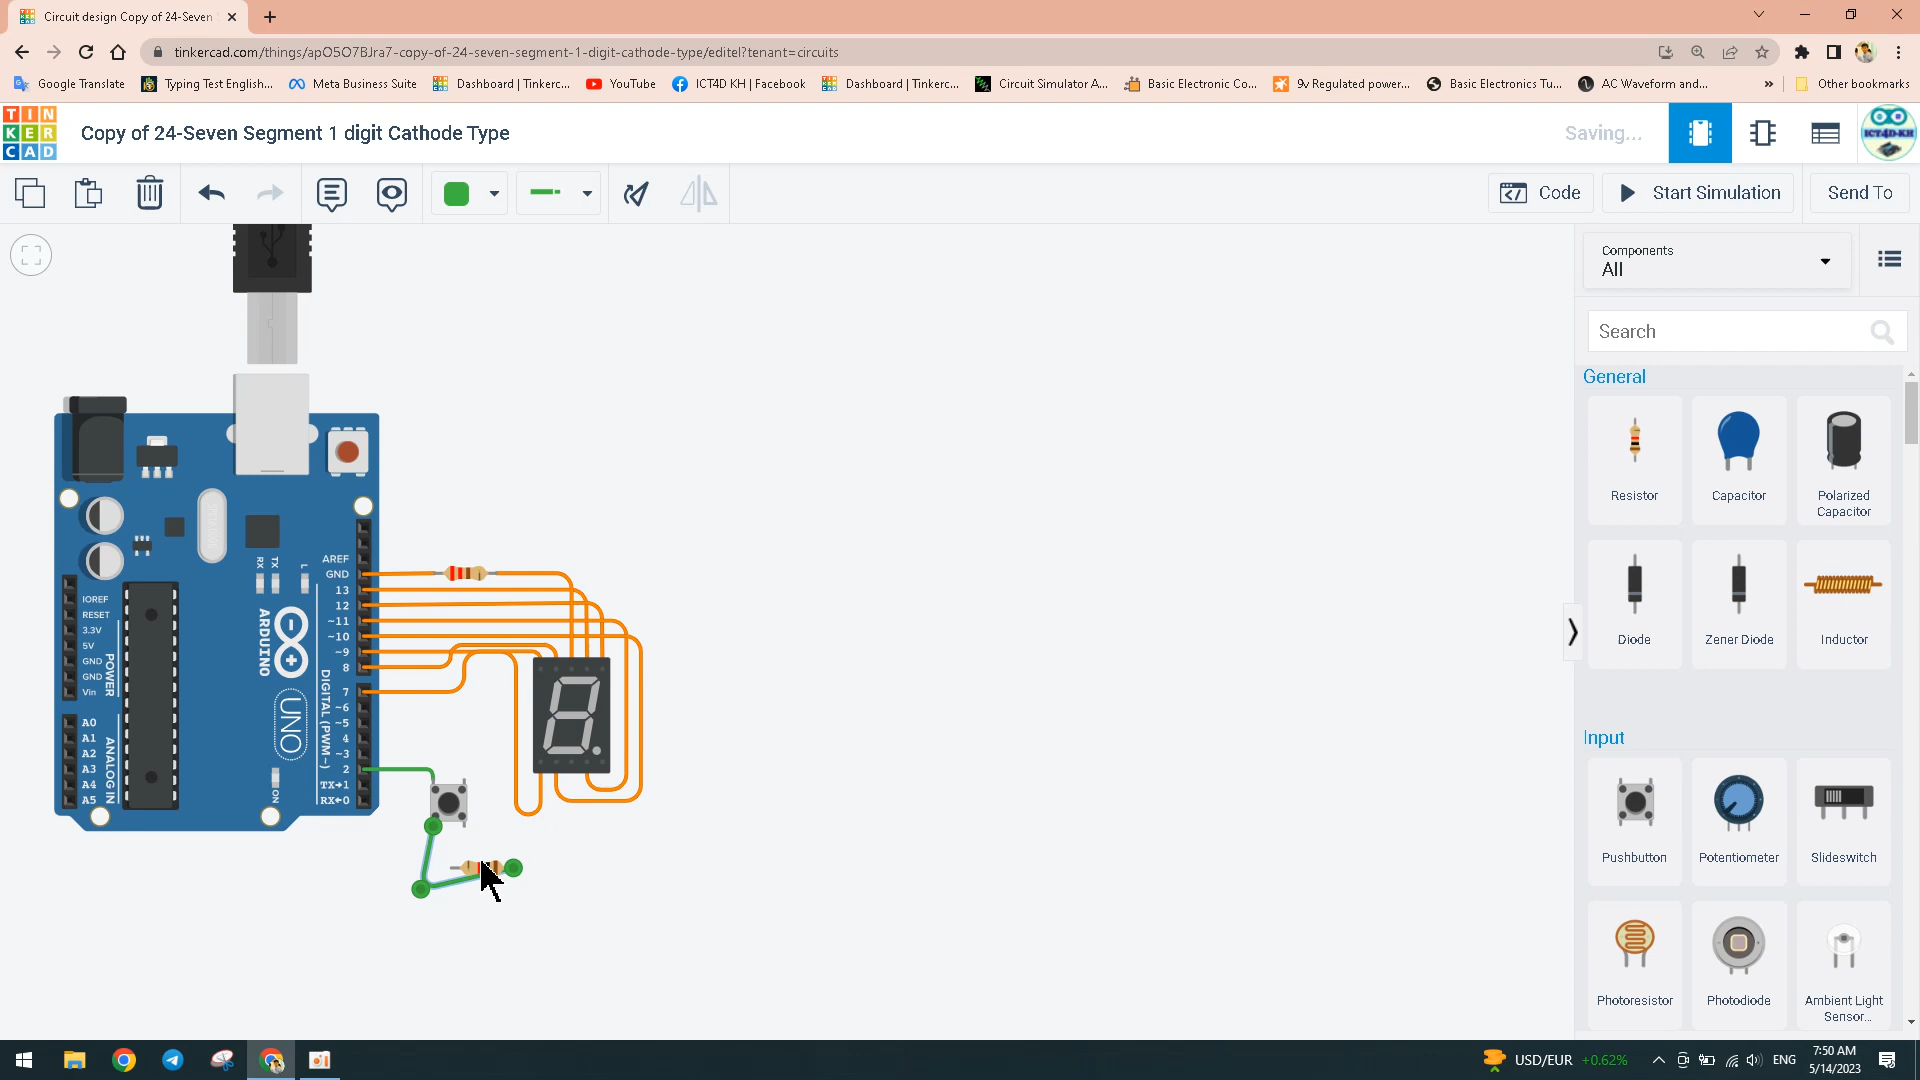 Circuit design Copy of 24-Seven
tinkercad.com/things/apO5O7BJra7-copy-of-24-seven-segment-1-digit-cathode-type/editel?tenant=circuits
Google Translate
Typing Test English...
Meta Business Suite
Dashboard | Tinkerc...
YouTube
ICT4D KH | Facebook
Dashboard | Tinkerc...
Circuit Simulator A...
Basic Electronic Co...
9v Regulated power...
Basic Electronics Tu...
AC Waveform and...
»
Other bookmarks
TIN
KER
CAD
Copy of 24-Seven Segment 1 digit Cathode Type
Saving...
ICT4D-KH
Code
Start Simulation
Send To
Components
All
Search
General
Resistor
Capacitor
Polarized
Capacitor
Diode
Zener Diode
Inductor
Input
Pushbutton
Potentiometer
Slideswitch
Photoresistor
Photodiode
Ambient Light
Sensor...
AREF
GND
13
12
~11
~10
~9
8
7
~6
~5
4
~3
2
TX→1
RX←0
DIGITAL (PWM~)
IOREF
RESET
3.3V
5V
GND
GND
Vin
POWER
A0
A1
A2
A3
A4
A5
ANALOG IN
RX
TX
L
ARDUINO
UNO
ON
USD/EUR +0.62%
ENG
7:50 AM
5/14/2023